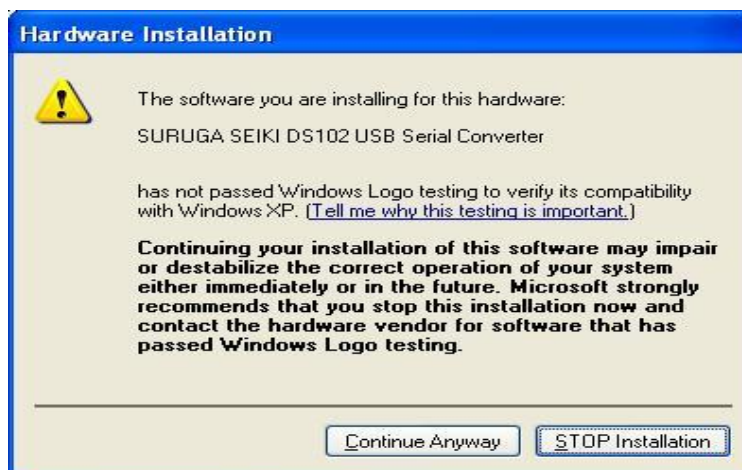 Hardware Installation
The software you are installing for this hardware:
SURUGA SEIKI DS102 USB Serial Converter
has not passed Windows Logo testing to verify its compatibility
with Windows XP. (Tell me why this testing is important.)
Continuing your installation of this software may impair
or destabilize the correct operation of your system
either immediately or in the future. Microsoft strongly
recommends that you stop this installation now and
contact the hardware vendor for software that has
passed Windows Logo testing.
Continue Anyway
STOP Installation